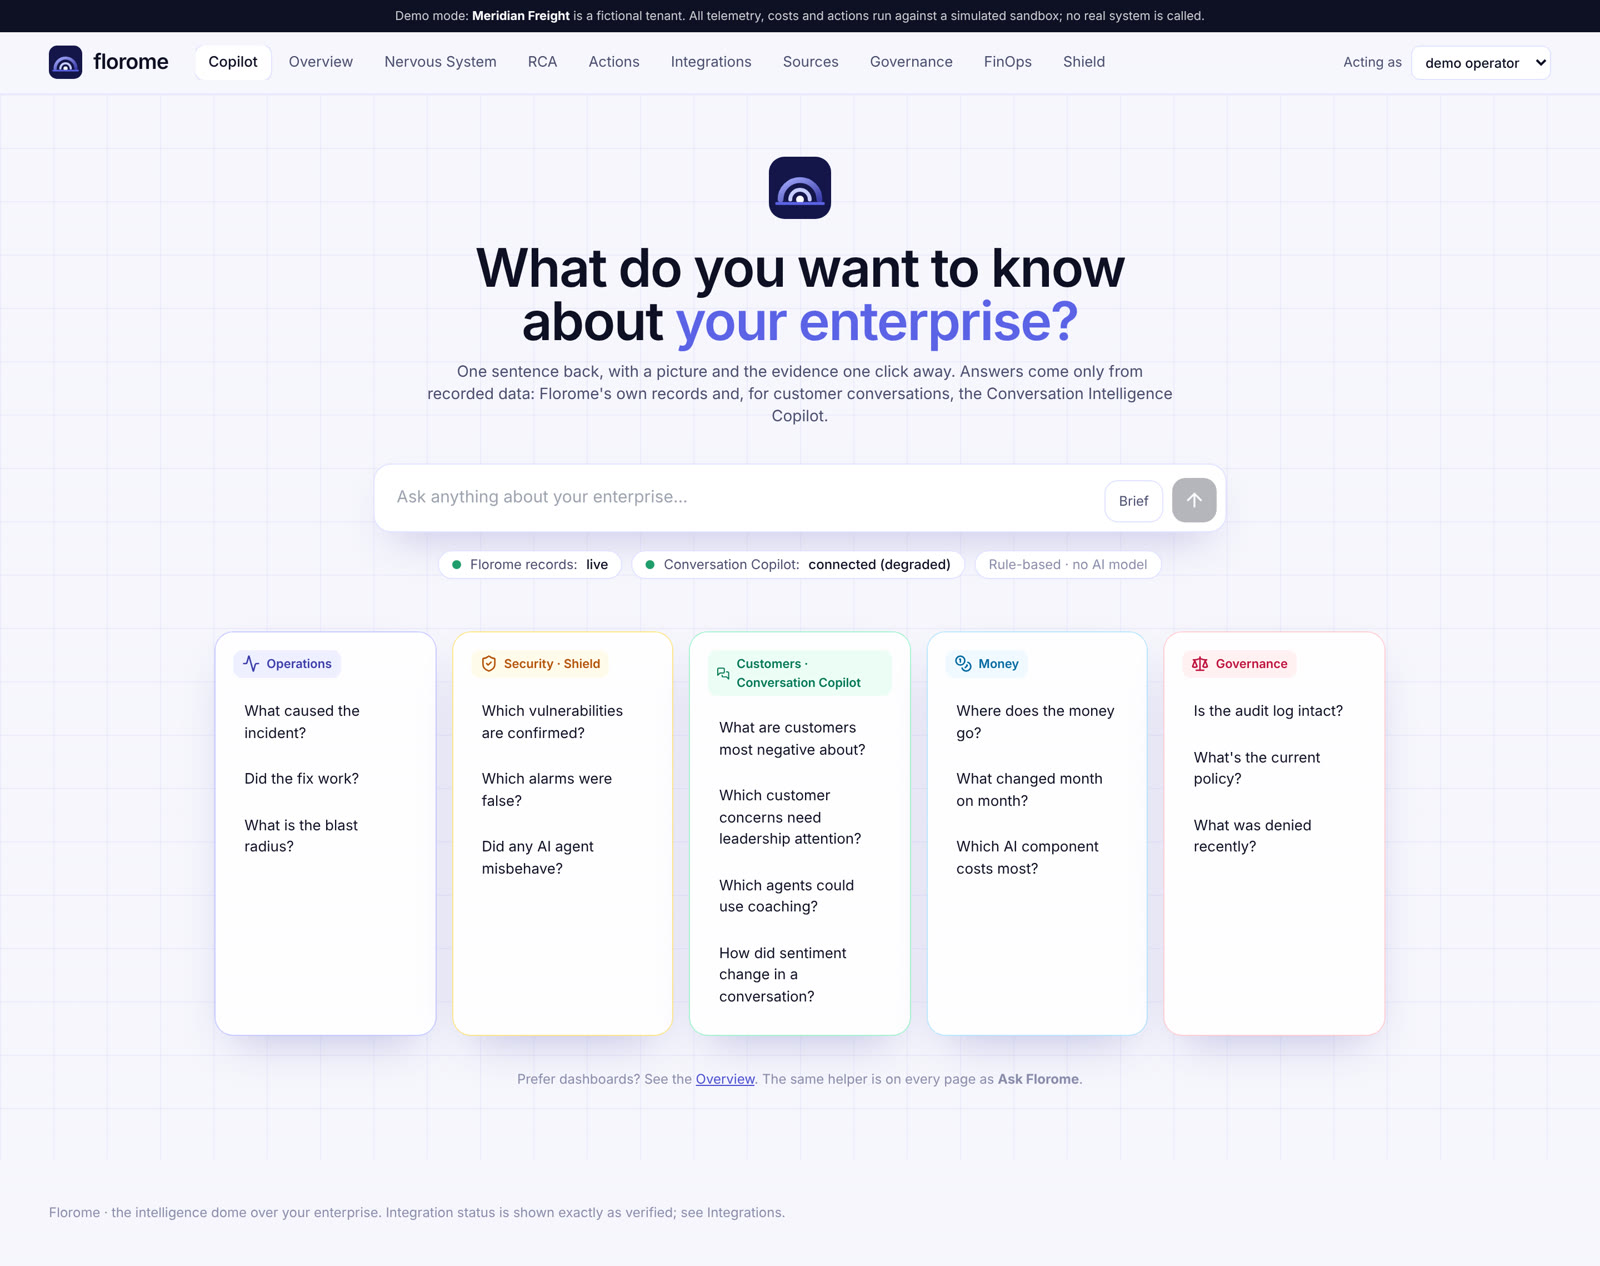 Demo mode: Meridian Freight is a fictional tenant. All telemetry, costs and actions run against a simulated sandbox; no real system is called.
florome
Copilot
Overview
Nervous System
RCA
Actions
Integrations
Sources
Governance
FinOps
Shield
Acting as
demo operator
What do you want to know
about your enterprise?
One sentence back, with a picture and the evidence one click away. Answers come only from
recorded data: Florome's own records and, for customer conversations, the Conversation Intelligence
Copilot.
Ask anything about your enterprise...
Brief
Florome records: live
Conversation Copilot: connected (degraded)
Rule-based · no AI model
Operations
What caused the
incident?
Did the fix work?
What is the blast
radius?
Security · Shield
Which vulnerabilities
are confirmed?
Which alarms were
false?
Did any AI agent
misbehave?
Customers ·
Conversation Copilot
What are customers
most negative about?
Which customer
concerns need
leadership attention?
Which agents could
use coaching?
How did sentiment
change in a
conversation?
Money
Where does the money
go?
What changed month
on month?
Which AI component
costs most?
Governance
Is the audit log intact?
What's the current
policy?
What was denied
recently?
Prefer dashboards? See the Overview. The same helper is on every page as Ask Florome.
Florome · the intelligence dome over your enterprise. Integration status is shown exactly as verified; see Integrations.